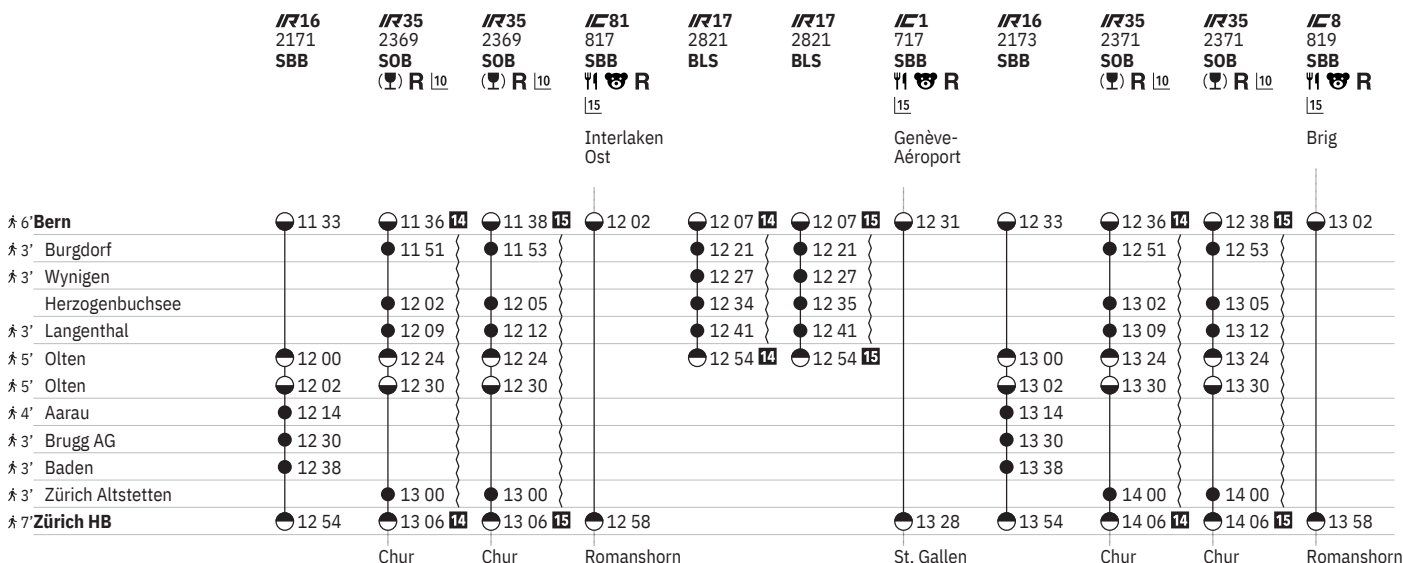 IR16 IR35 IR35 IC81 IR17 IR17 IC1 IR16 IR35 IR35 IC8
2171 2369 2369 817 2821 2821 717 2173 2371 2371 819
SBB SOB SOB SBB BLS BLS SBB SBB SOB SOB SBB
R 10 R 10 R R R 10 R 10 R
15 15 15
Interlaken Genève- Brig
Ost Aéroport
6' Bern 11 33 11 36 14 11 38 15 12 02 12 07 14 12 07 15 12 31 12 33 12 36 14 12 38 15 13 02
3' Burgdorf 11 51 11 53 12 21 12 21 12 51 12 53
3' Wynigen 12 27 12 27
Herzogenbuchsee 12 02 12 05 12 34 12 35 13 02 13 05
3' Langenthal 12 09 12 12 12 41 12 41 13 09 13 12
5' Olten 12 00 12 24 12 24 12 54 14 12 54 15 13 00 13 24 13 24
5' Olten 12 02 12 30 12 30 13 02 13 30 13 30
4' Aarau 12 14 13 14
3' Brugg AG 12 30 13 30
3' Baden 12 38 13 38
3' Zürich Altstetten 13 00 13 00 14 00 14 00
7' Zürich HB 12 54 13 06 14 13 06 15 12 58 13 28 13 54 14 06 14 14 06 15 13 58
Chur Chur Romanshorn St. Gallen Chur Chur Romanshorn